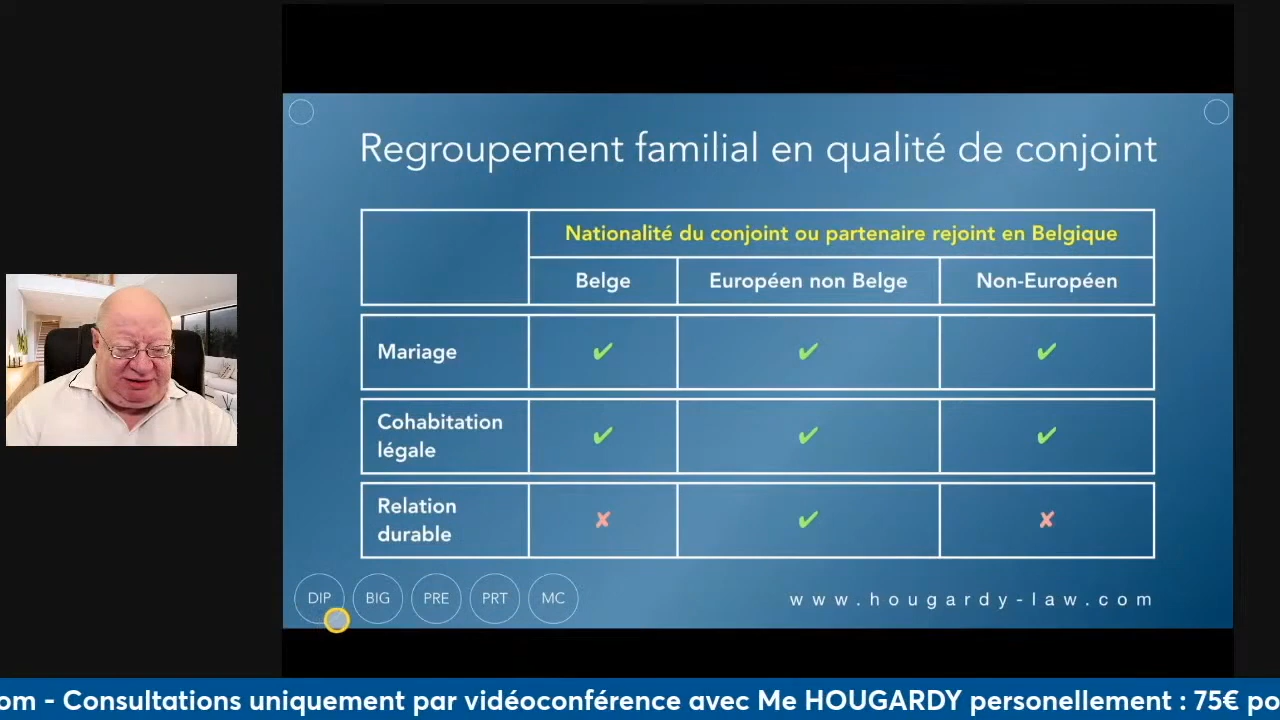 Regroupement familial en qualité de conjoint
Nationalité du conjoint ou partenaire rejoint en Belgique
Belge
Européen non Belge
Non-Européen
Mariage
✔ ✔ ✔
Cohabitation
légale
✔ ✔ ✔
Relation
durable
✘ ✔ ✘
DIP BIG PRE PRT MC
www.hougardy-law.com
om - Consultations uniquement par vidéoconférence avec Me HOUGARDY personellement : 75€ po